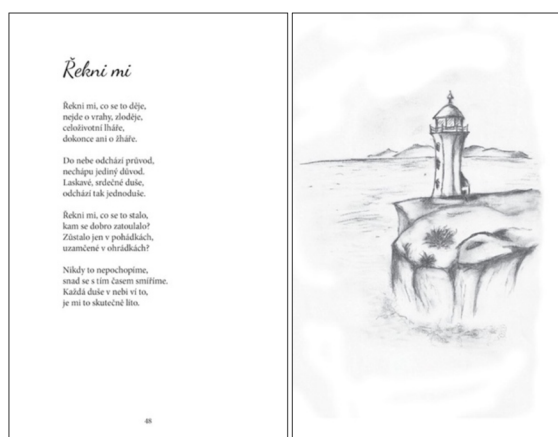 Řekni mi
Řekni mi, co se to děje,
nejde o vrahy, zloděje,
celoživotní lháře,
dokonce ani o žháře.
Do nebe odchází průvod,
nechápu jediný důvod.
Laskavé, srdečné duše,
odchází tak jednoduše.
Řekni mi, co se to stalo,
kam se dobro zatoulalo?
Zůstalo jen v pohádkách,
uzamčené v ohrádkách?
Nikdy to nepochopíme,
snad se s tím časem smíříme.
Každá duše v nebi ví to,
je mi to skutečně líto.
48